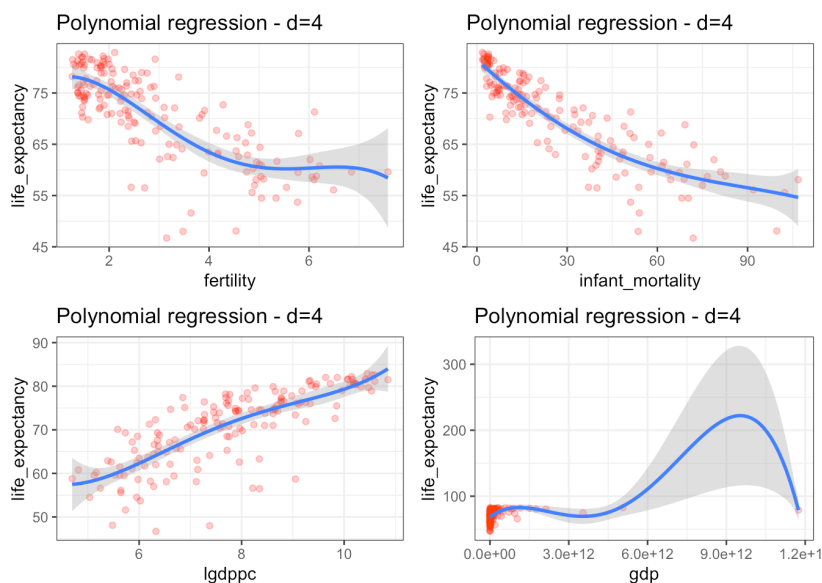 Polynomial regression - d=4
75
65
55
45
life_expectancy
2
4
6
fertility
Polynomial regression - d=4
75
65
55
45
life_expectancy
0
30
60
90
infant_mortality
Polynomial regression - d=4
90
80
70
60
50
life_expectancy
6
8
10
lgdppc
Polynomial regression - d=4
300
200
100
life_expectancy
0.0e+00
3.0e+12
6.0e+12
9.0e+12
1.2e+1
gdp